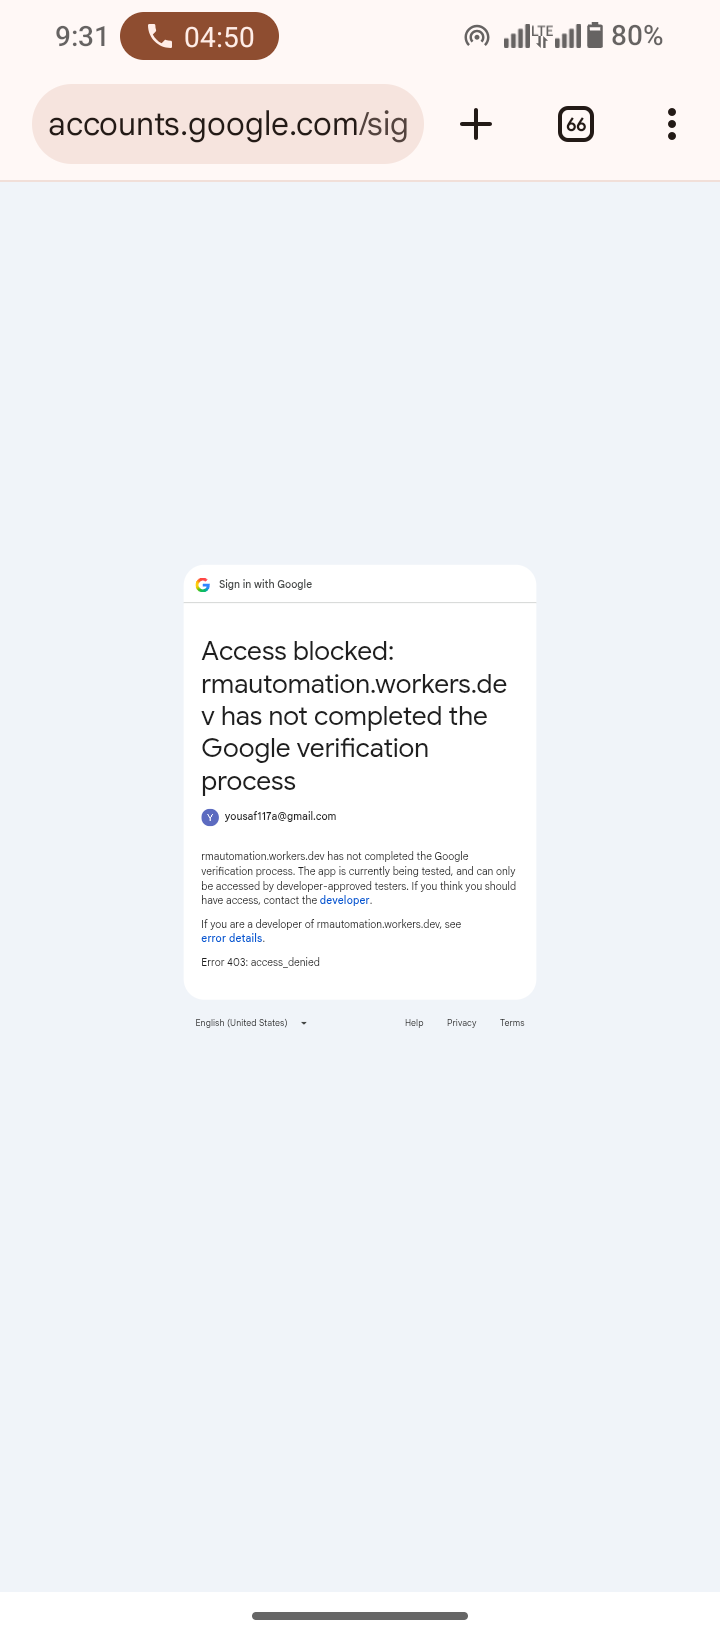 9:31 04:50 LTE 80%
accounts.google.com/sig 66
Sign in with Google
Access blocked:
rmautomation.workers.de
v has not completed the
Google verification
process
Y yousaf117a@gmail.com
rmautomation.workers.dev has not completed the Google
verification process. The app is currently being tested, and can only
be accessed by developer-approved testers. If you think you should
have access, contact the developer.
If you are a developer of rmautomation.workers.dev, see
error details.
Error 403: access_denied
English (United States) Help Privacy Terms